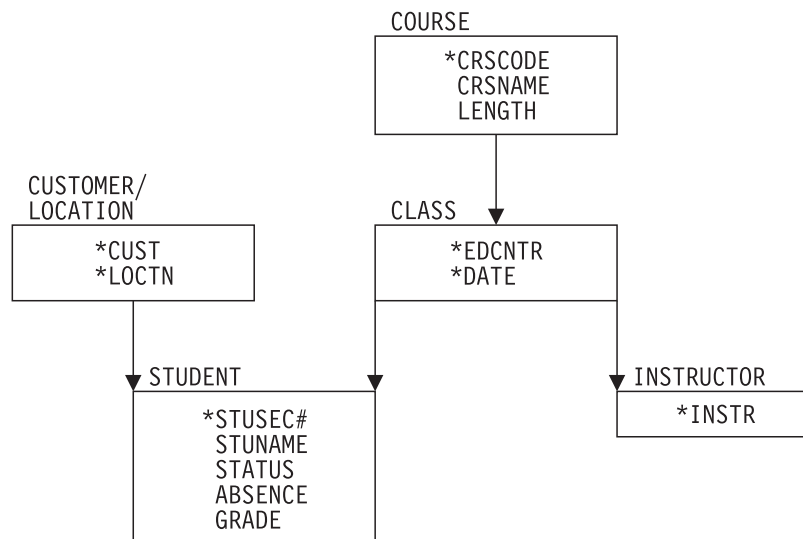 COURSE
*CRSCODE
CRSNAME
LENGTH
CUSTOMER/
LOCATION
*CUST
*LOCTN
CLASS
*EDCNTR
*DATE
STUDENT
*STUSEC#
STUNAME
STATUS
ABSENCE
GRADE
INSTRUCTOR
*INSTR